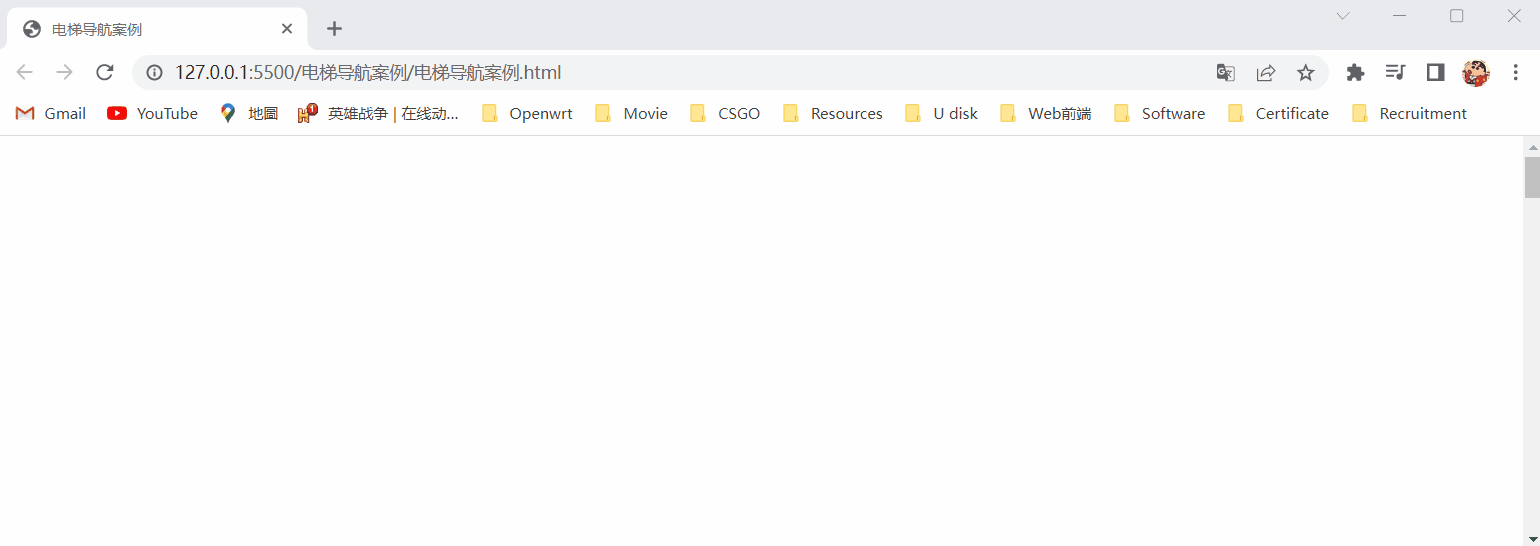 电梯导航案例
127.0.0.1:5500/电梯导航案例/电梯导航案例.html
Gmail YouTube 地圖 英雄战争 | 在线动... Openwrt Movie CSGO Resources U disk Web前端 Software Certificate Recruitment